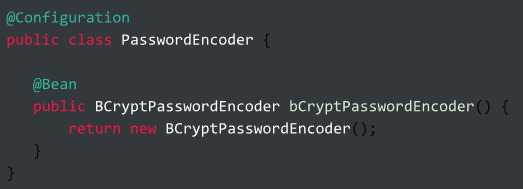 @Configuration
public class PasswordEncoder {
@Bean
public BCryptPasswordEncoder bCryptPasswordEncoder() {
return new BCryptPasswordEncoder();
}
}